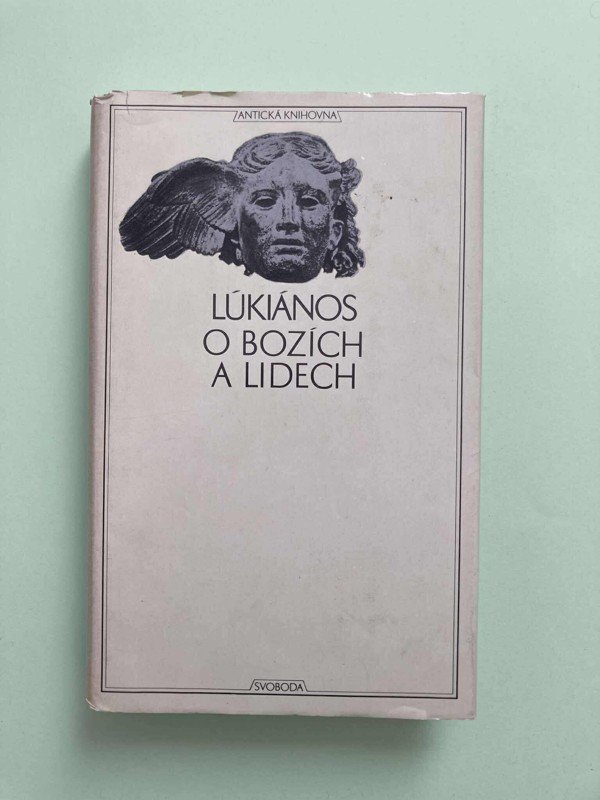 ANTICKÁ KNIHOVNA
LÚKIÁNOS
O BOZÍCH
A LIDECH
SVOBODA